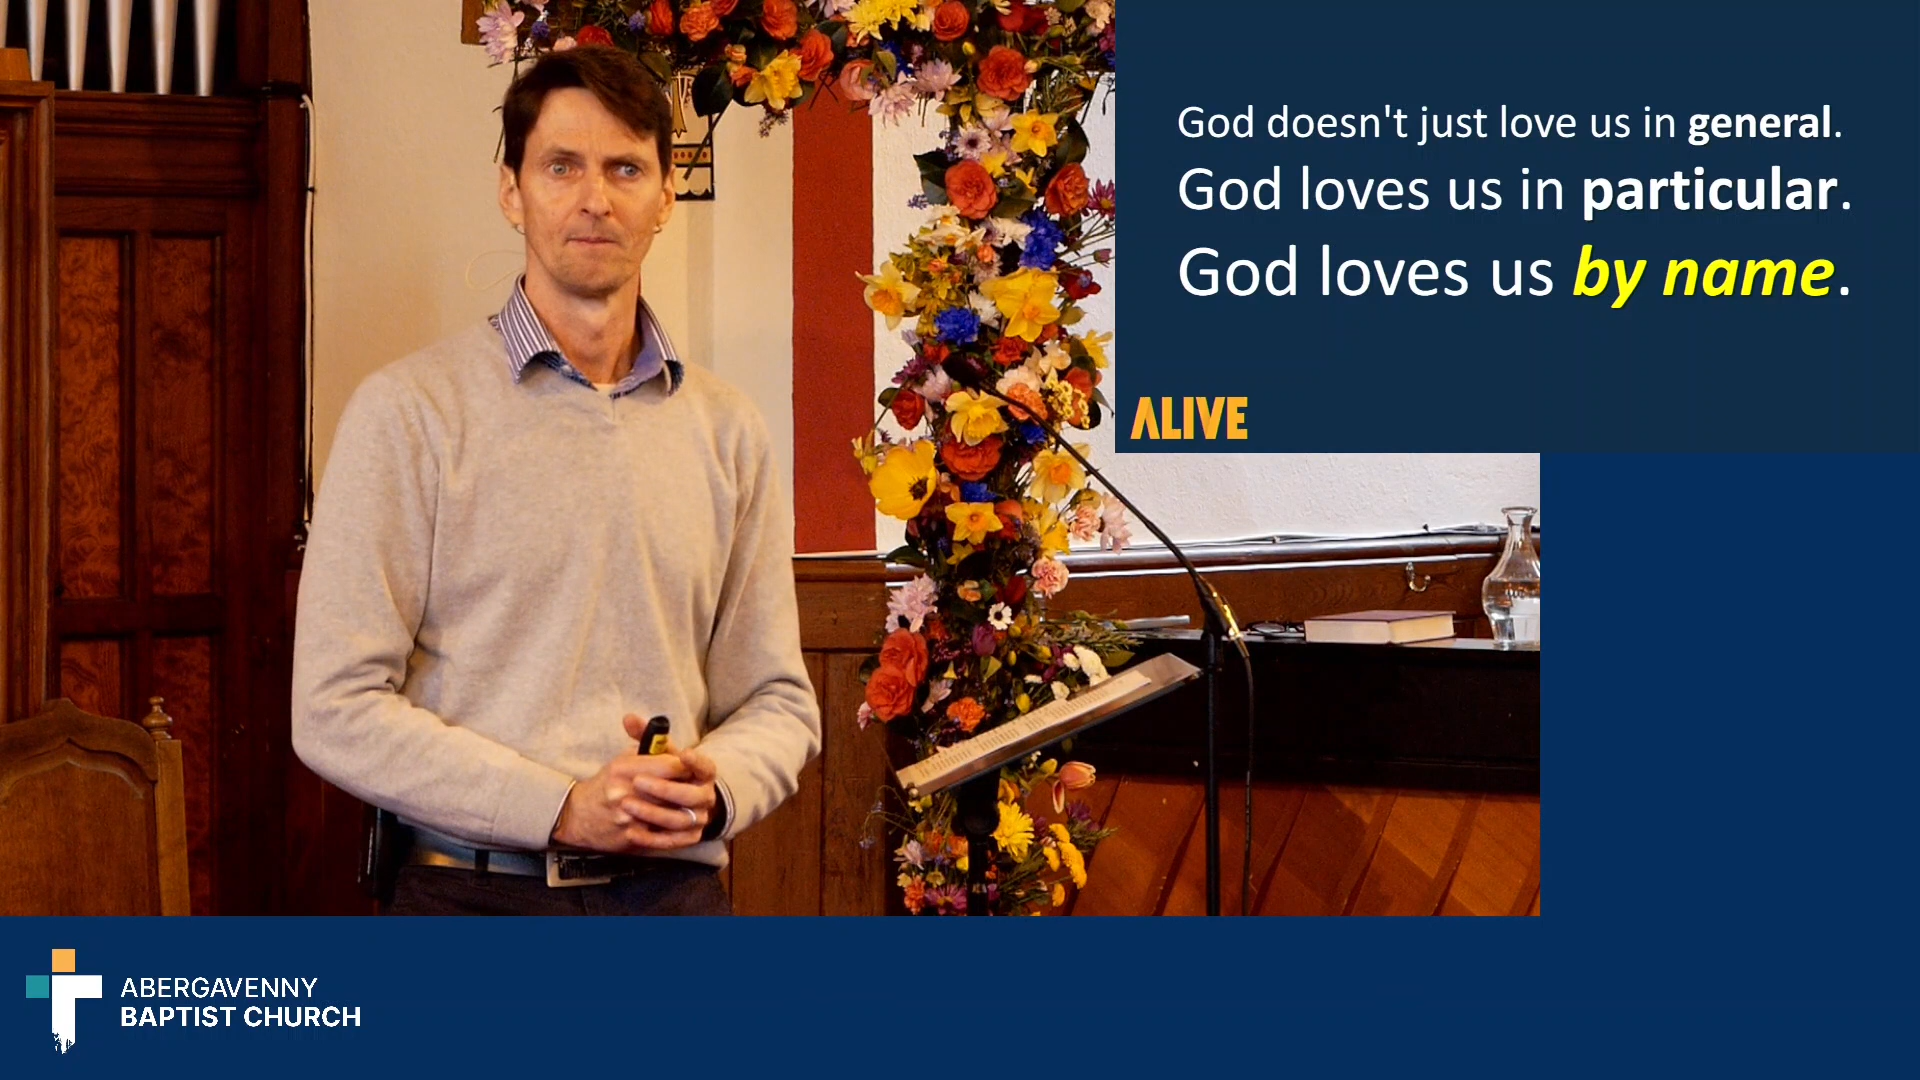 God doesn't just love us in general.
God loves us in particular.
God loves us by name.
ALIVE
ABERGAVENNY
BAPTIST CHURCH